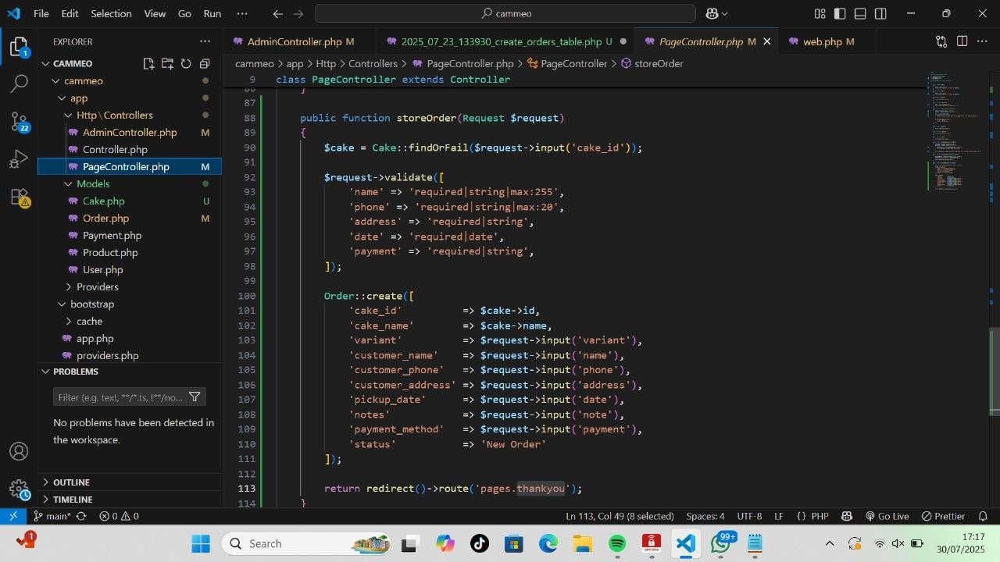 File Edit Selection View Go Run ··· cammeo
EXPLORER ···
CAMMEO
cammeo
app
Http\Controllers
AdminController.php M
Controller.php
PageController.php M
Models
Cake.php U
Order.php M
Payment.php
Product.php
User.php
Providers
bootstrap
cache
app.php
providers.php
PROBLEMS
Filter (e.g. text, **/*.ts, !**/no...
No problems have been detected in
the workspace.
OUTLINE
TIMELINE
1
22
AdminController.php M 2025_07_23_133930_create_orders_table.php U PageController.php M web.php M ···
cammeo > app > Http > Controllers > PageController.php > PageController > storeOrder
9 class PageController extends Controller
86 }
87
88 public function storeOrder(Request $request)
89 {
90 $cake = Cake::findOrFail($request->input('cake_id'));
91
92 $request->validate([
93 'name' => 'required|string|max:255',
94 'phone' => 'required|string|max:20',
95 'address' => 'required|string',
96 'date' => 'required|date',
97 'payment' => 'required|string',
98 ]);
99
100 Order::create([
101 'cake_id' => $cake->id,
102 'cake_name' => $cake->name,
103 'variant' => $request->input('variant'),
104 'customer_name' => $request->input('name'),
105 'customer_phone' => $request->input('phone'),
106 'customer_address' => $request->input('address'),
107 'pickup_date' => $request->input('date'),
108 'notes' => $request->input('note'),
109 'payment_method' => $request->input('payment'),
110 'status' => 'New Order'
111 ]);
112
113 return redirect()->route('pages.thankyou');
114 }
main* 0 0 Ln 113, Col 49 (8 selected) Spaces: 4 UTF-8 LF {} PHP Go Live Prettier
1 Search 99+ 17:17
30/07/2025